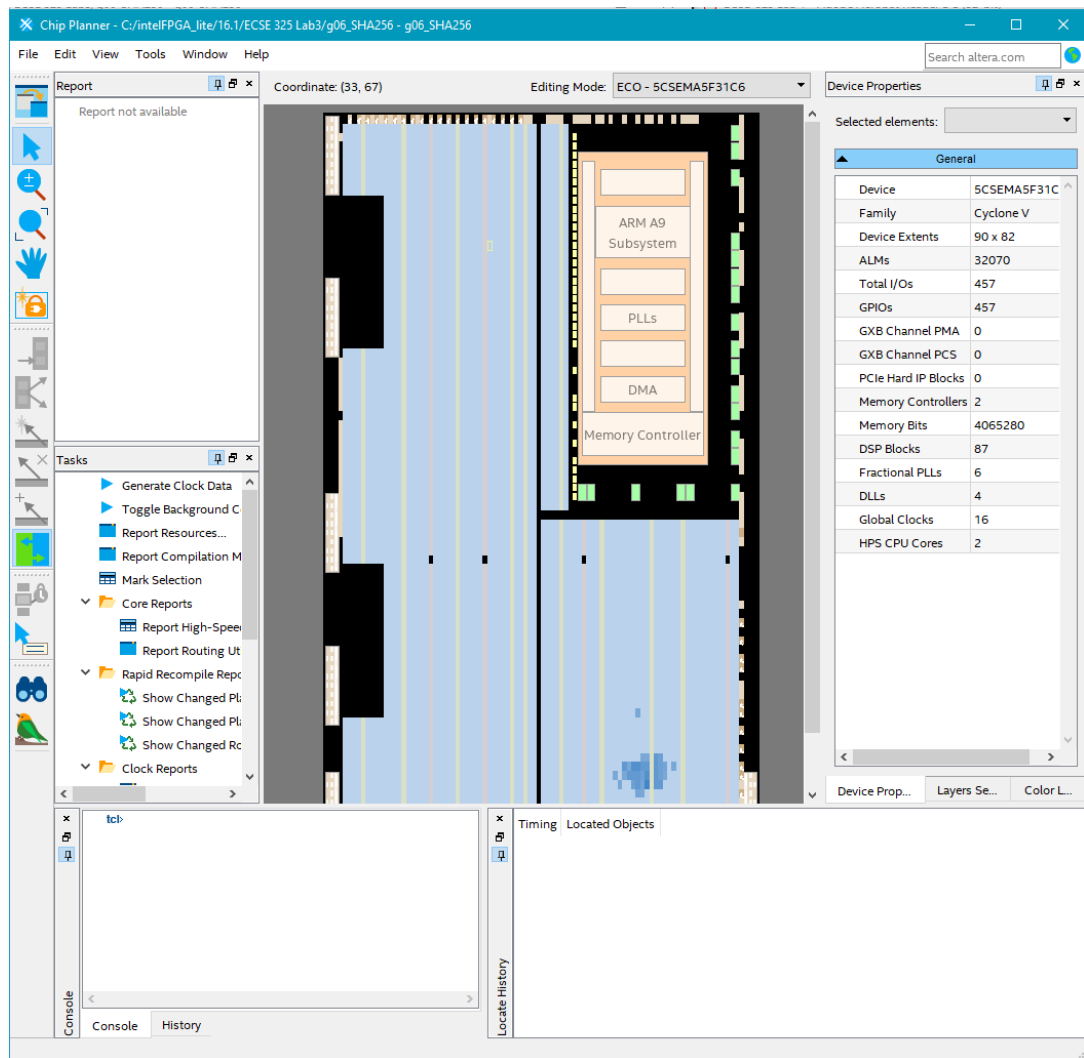 Chip Planner - C:/intelFPGA_lite/16.1/ECSE 325 Lab3/g06_SHA256 - g06_SHA256
File Edit View Tools Window Help
Search altera.com
Report
Report not available
Coordinate: (33, 67)
Editing Mode: ECO - 5CSEMA5F31C6
ARM A9
Subsystem
PLLs
DMA
Memory Controller
Device Properties
Selected elements:
General
Device 5CSEMA5F31C
Family Cyclone V
Device Extents 90 x 82
ALMs 32070
Total I/Os 457
GPIOs 457
GXB Channel PMA 0
GXB Channel PCS 0
PCIe Hard IP Blocks 0
Memory Controllers 2
Memory Bits 4065280
DSP Blocks 87
Fractional PLLs 6
DLLs 4
Global Clocks 16
HPS CPU Cores 2
Device Prop... Layers Se... Color L...
Tasks
Generate Clock Data
Toggle Background C
Report Resources...
Report Compilation M
Mark Selection
Core Reports
Report High-Spee
Report Routing Ut
Rapid Recompile Repo
Show Changed Pla
Show Changed Pla
Show Changed Ro
Clock Reports
tcl>
Console
Console History
Timing Located Objects
Locate History